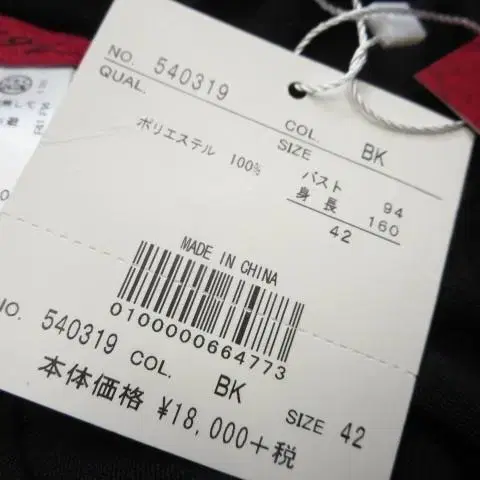 NO. 540319
QUAL.
COL. BK
SIZE
ポリエステル 100%
バスト 94
身長 160
42
MADE IN CHINA
0100000664773
NO. 540319 COL. BK SIZE 42
本体価格 ¥18,000+税